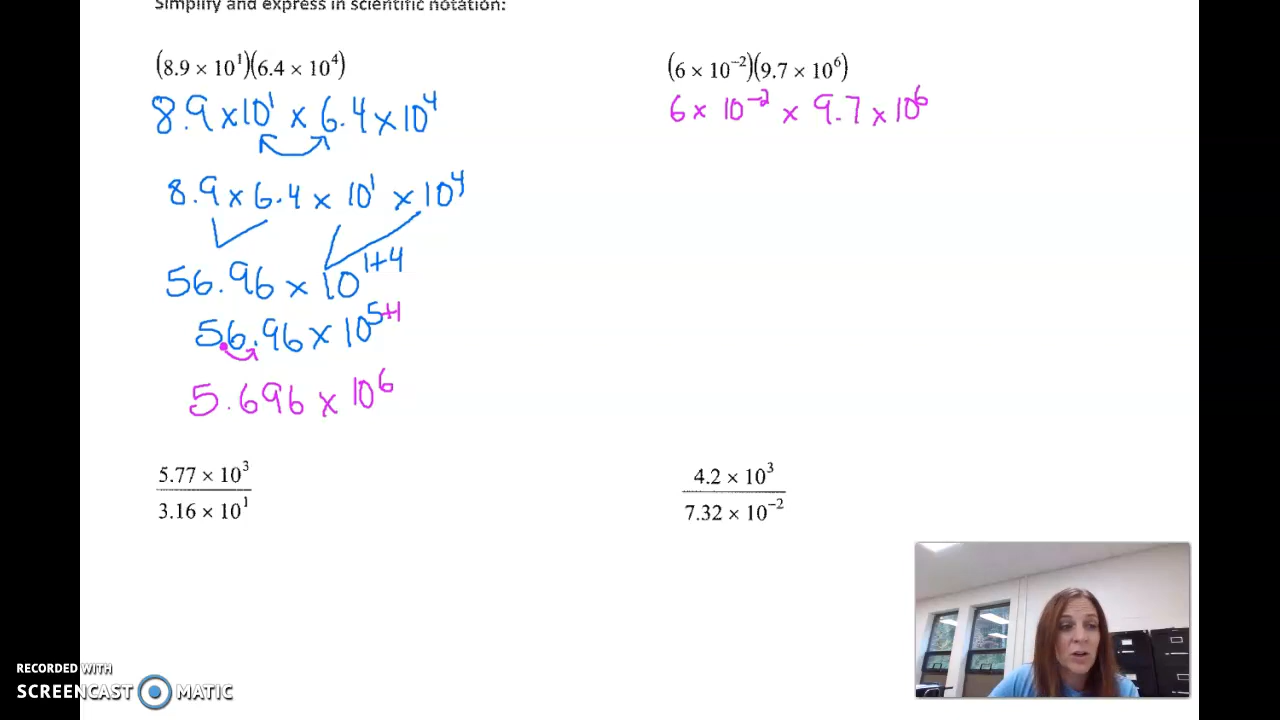 Simplify and express in scientific notation:
(8.9 × 10¹)(6.4 × 10⁴)
8.9 × 10¹ × 6.4 × 10⁴
8.9 × 6.4 × 10¹ × 10⁴
56.96 × 10¹⁺⁴
56.96 × 10⁵⁺¹
5.696 × 10⁶
(6 × 10⁻²)(9.7 × 10⁶)
6 × 10⁻² × 9.7 × 10⁶
5.77 × 10³
3.16 × 10¹
4.2 × 10³
7.32 × 10⁻²
RECORDED WITH
SCREENCAST MATIC